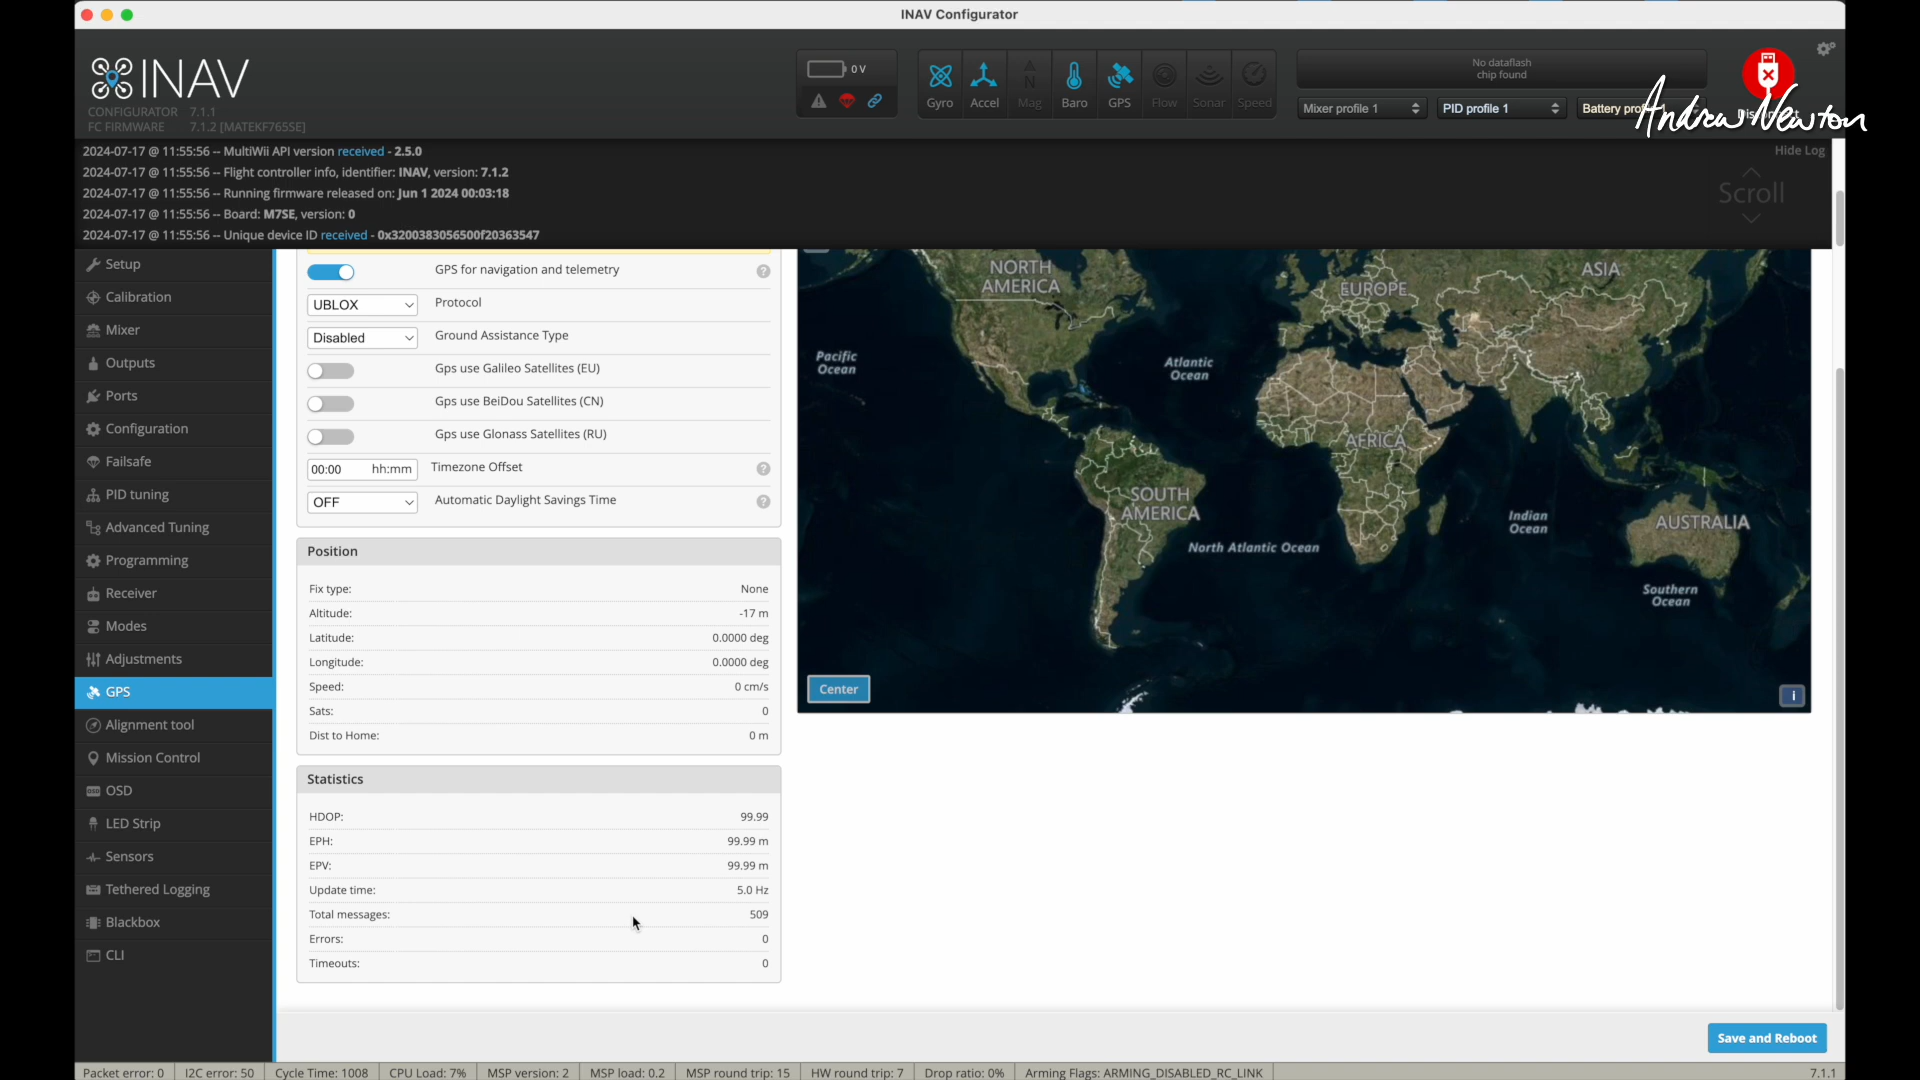 INAV Configurator
INAV
CONFIGURATOR 7.1.1
FC FIRMWARE 7.1.2 [MATEKF765SE]
0 V
Gyro
Accel
Mag
Baro
GPS
Flow
Sonar
Speed
No dataflash
chip found
Mixer profile 1
PID profile 1
Battery
Andrew Newton
2024-07-17 @ 11:55:56 -- MultiWii API version received - 2.5.0
2024-07-17 @ 11:55:56 -- Flight controller info, identifier: INAV, version: 7.1.2
2024-07-17 @ 11:55:56 -- Running firmware released on: Jun 1 2024 00:03:18
2024-07-17 @ 11:55:56 -- Board: M7SE, version: 0
2024-07-17 @ 11:55:56 -- Unique device ID received - 0x3200383056500f20363547
Hide Log
Scroll
Setup
Calibration
Mixer
Outputs
Ports
Configuration
Failsafe
PID tuning
Advanced Tuning
Programming
Receiver
Modes
Adjustments
GPS
Alignment tool
Mission Control
OSD
LED Strip
Sensors
Tethered Logging
Blackbox
CLI
GPS for navigation and telemetry
UBLOX Protocol
Disabled Ground Assistance Type
Gps use Galileo Satellites (EU)
Gps use BeiDou Satellites (CN)
Gps use Glonass Satellites (RU)
00:00 hh:mm Timezone Offset
OFF Automatic Daylight Savings Time
Position
Fix type: None
Altitude: -17 m
Latitude: 0.0000 deg
Longitude: 0.0000 deg
Speed: 0 cm/s
Sats: 0
Dist to Home: 0 m
Statistics
HDOP: 99.99
EPH: 99.99 m
EPV: 99.99 m
Update time: 5.0 Hz
Total messages: 509
Errors: 0
Timeouts: 0
NORTH
AMERICA
EUROPE
ASIA
Pacific
Ocean
Atlantic
Ocean
AFRICA
SOUTH
AMERICA
North Atlantic Ocean
Indian
Ocean
AUSTRALIA
Southern
Ocean
Center
i
Save and Reboot
Packet error: 0
I2C error: 50
Cycle Time: 1008
CPU Load: 7%
MSP version: 2
MSP load: 0.2
MSP round trip: 15
HW round trip: 7
Drop ratio: 0%
Arming Flags: ARMING_DISABLED_RC_LINK
7.1.1